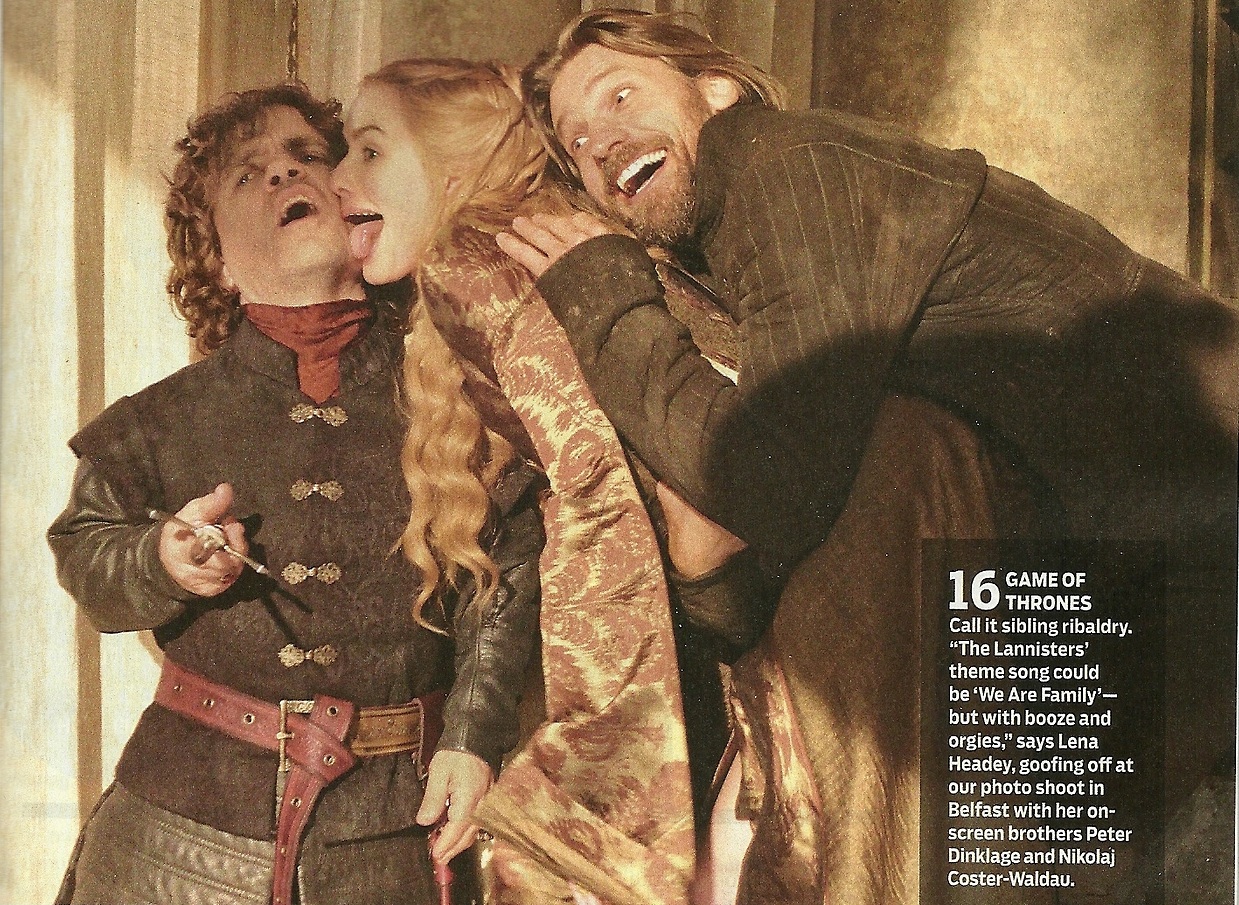 16 GAME OF
THRONES
Call it sibling ribaldry.
“The Lannisters’
theme song could
be ‘We Are Family’—
but with booze and
orgies,” says Lena
Headey, goofing off at
our photo shoot in
Belfast with her on-
screen brothers Peter
Dinklage and Nikolaj
Coster-Waldau.